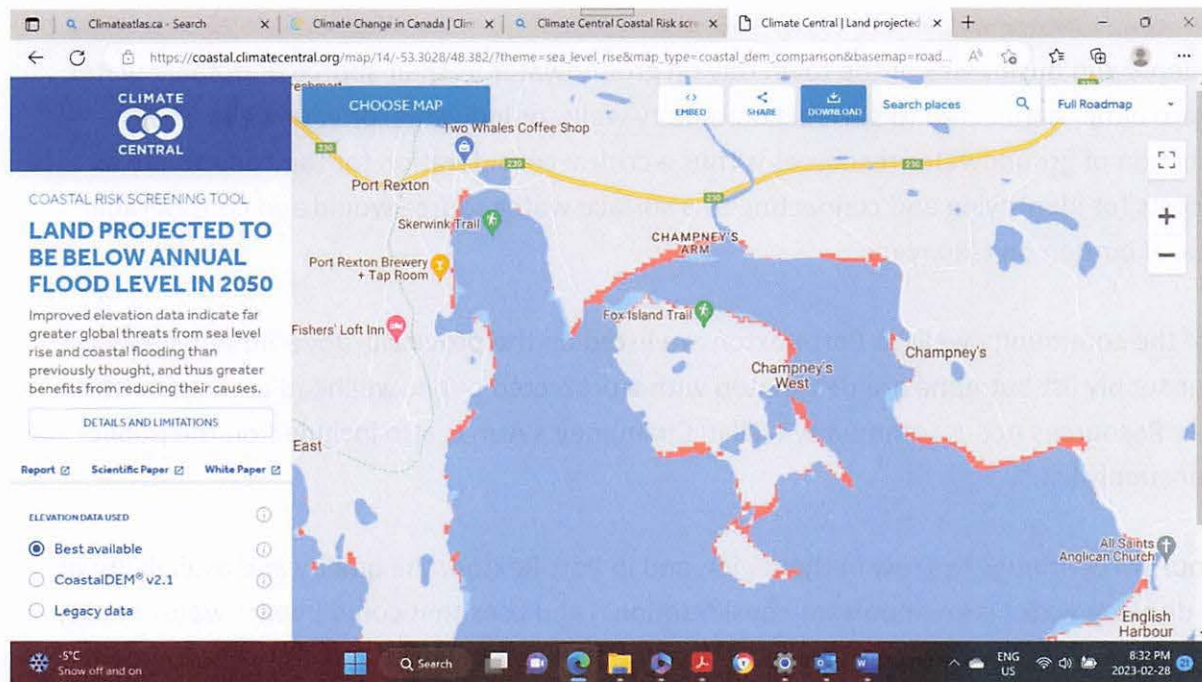 Climateatlas.ca - Search
Climate Change in Canada | Clim
Climate Central Coastal Risk scre
Climate Central | Land projected
https://coastal.climatecentral.org/map/14/-53.3028/48.382/?theme=sea_level_rise&map_type=coastal_dem_comparison&basemap=road...
CLIMATE
CENTRAL
COASTAL RISK SCREENING TOOL
LAND PROJECTED TO
BE BELOW ANNUAL
FLOOD LEVEL IN 2050
Improved elevation data indicate far
greater global threats from sea level
rise and coastal flooding than
previously thought, and thus greater
benefits from reducing their causes.
DETAILS AND LIMITATIONS
Report
Scientific Paper
White Paper
ELEVATION DATA USED
Best available
CoastalDEM® v2.1
Legacy data
CHOOSE MAP
EMBED
SHARE
DOWNLOAD
Search places
Full Roadmap
Two Whales Coffee Shop
230
230
230
230
Port Rexton
Skerwink Trail
Port Rexton Brewery
+ Tap Room
Fishers' Loft Inn
East
CHAMPNEY'S
ARM
Fox Island Trail
Champney's
West
Champney's
All Saints
Anglican Church
English
Harbour
-5°C
Snow off and on
Search
ENG
US
8:32 PM
2023-02-28